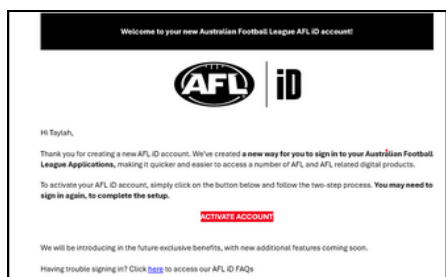 Welcome to your new Australian Football League AFL iD account!
AFL iD
Hi Taylah,
Thank you for creating a new AFL iD account. We've created a new way for you to sign in to your Australian Football
League Applications, making it quicker and easier to access a number of AFL and AFL related digital products.
To activate your AFL iD account, simply click on the button below and follow the two-step process. You may need to
sign in again, to complete the setup.
ACTIVATE ACCOUNT
We will be introducing in the future exclusive benefits, with new additional features coming soon.
Having trouble signing in? Click here to access our AFL iD FAQs